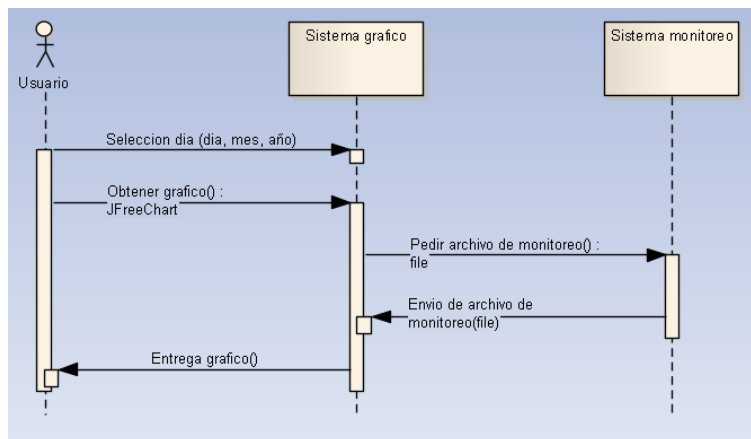 Usuario
Sistema grafico
Sistema monitoreo
Seleccion dia (dia, mes, año)
Obtener grafico() :
JFreeChart
Pedir archivo de monitoreo() :
file
Envio de archivo de
monitoreo(file)
Entrega grafico()